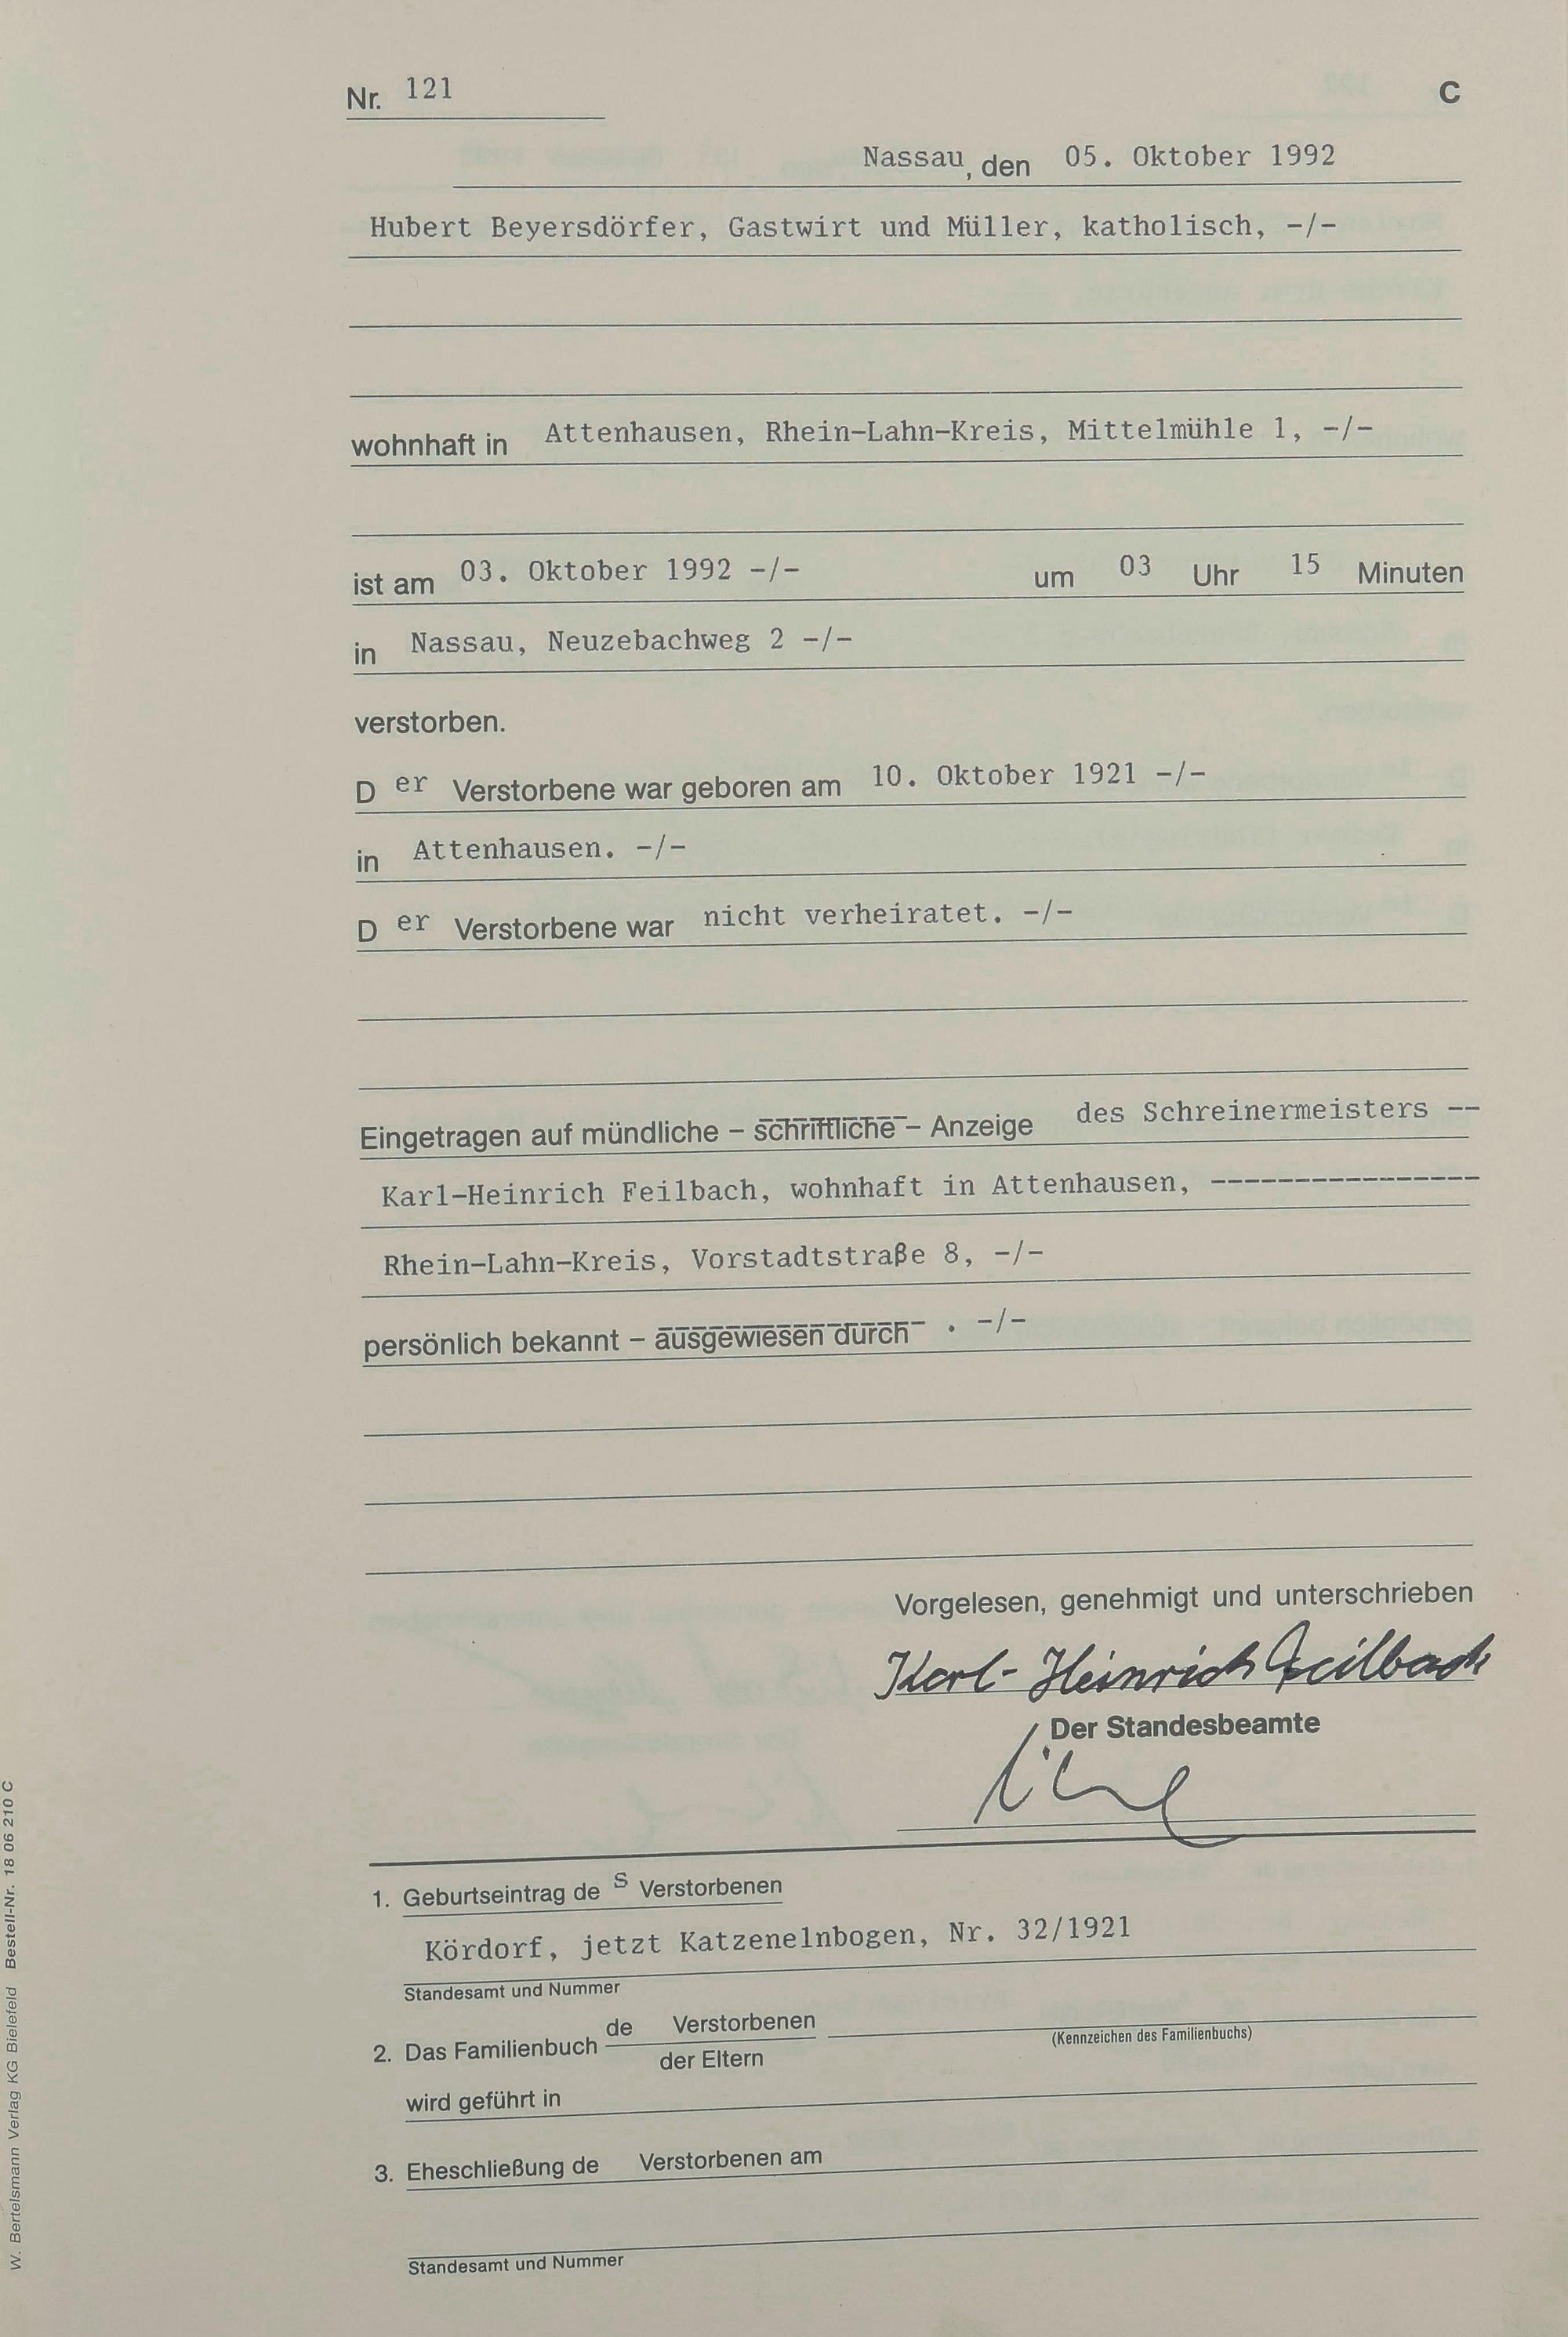 Nr. 121
C
Nassau, den 05. Oktober 1992
Hubert Beyersdörfer, Gastwirt und Müller, katholisch, -/-
wohnhaft in Attenhausen, Rhein-Lahn-Kreis, Mittelmühle 1, -/-
ist am 03. Oktober 1992 -/- um 03 Uhr 15 Minuten
in Nassau, Neuzebachweg 2 -/-
verstorben.
D er Verstorbene war geboren am 10. Oktober 1921 -/-
in Attenhausen. -/-
D er Verstorbene war nicht verheiratet. -/-
Eingetragen auf mündliche – schriftliche – Anzeige des Schreinermeisters --
Karl-Heinrich Feilbach, wohnhaft in Attenhausen, ----------------
Rhein-Lahn-Kreis, Vorstadtstraße 8, -/-
persönlich bekannt – ausgewiesen durch . -/-
Vorgelesen, genehmigt und unterschrieben
Karl-Heinrich Feilbach
Der Standesbeamte
1. Geburtseintrag de s Verstorbenen
Kördorf, jetzt Katzenelnbogen, Nr. 32/1921
Standesamt und Nummer
2. Das Familienbuch de Verstorbenen
der Eltern
(Kennzeichen des Familienbuchs)
wird geführt in
3. Eheschließung de Verstorbenen am
Standesamt und Nummer
W. Bertelsmann Verlag KG Bielefeld Bestell-Nr. 18 06 210 C